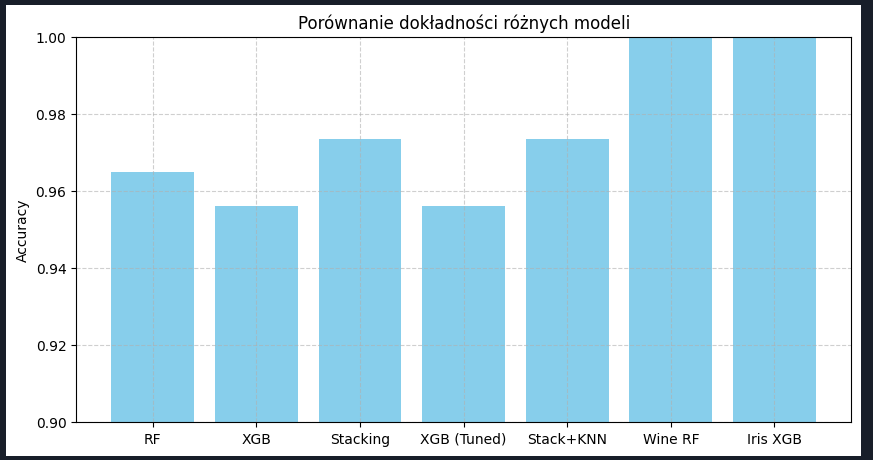 Porównanie dokładności różnych modeli
Accuracy
1.00
0.98
0.96
0.94
0.92
0.90
RF XGB Stacking XGB (Tuned) Stack+KNN Wine RF Iris XGB